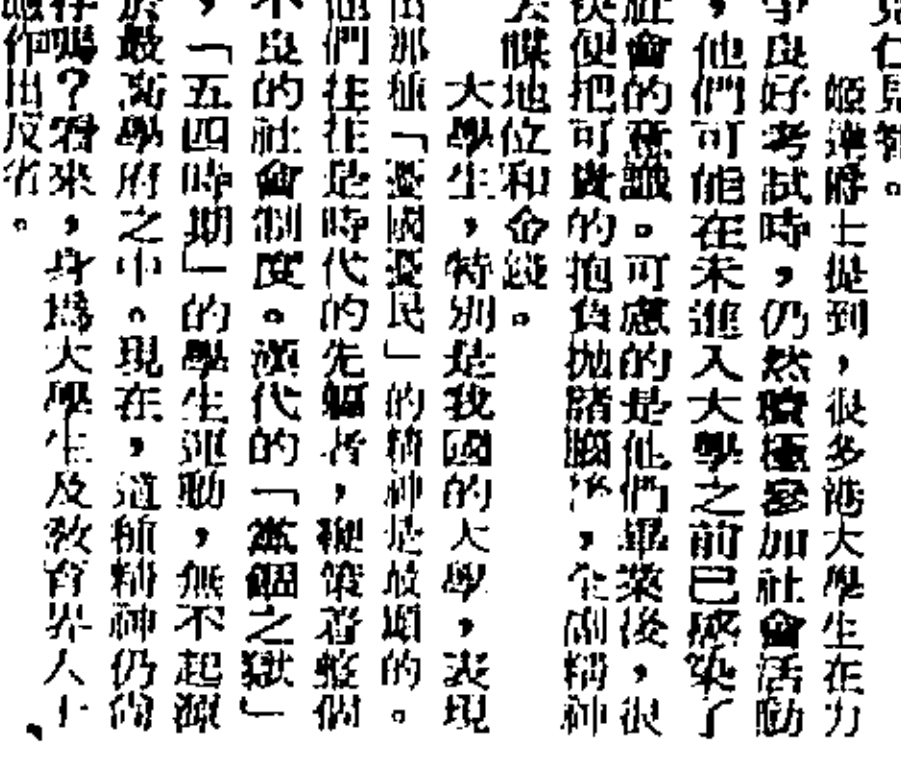 見仁見智。
頤達爵士提到，很多港大學生在力
爭良好考試時，仍然積極參加社會活動
，他們可能在未進入大學之前已感染了
社會的意識。可慮的是他們畢業後，很
快便把可貴的抱負拋諸腦後，全副精神
去謀地位和金錢。
大學生，特別是我國的大學，表現
出那種「憂國憂民」的精神是最顯的。
他們往往是時代的先驅者，鞭策著整個
不良的社會制度。漢代的「黨錮之獄」
，「五四時期」的學生運動，無不起源
於最高學府之中。現在，這種精神仍尚
存嗎？看來，身爲大學生及教育界人士
、
作出反省。